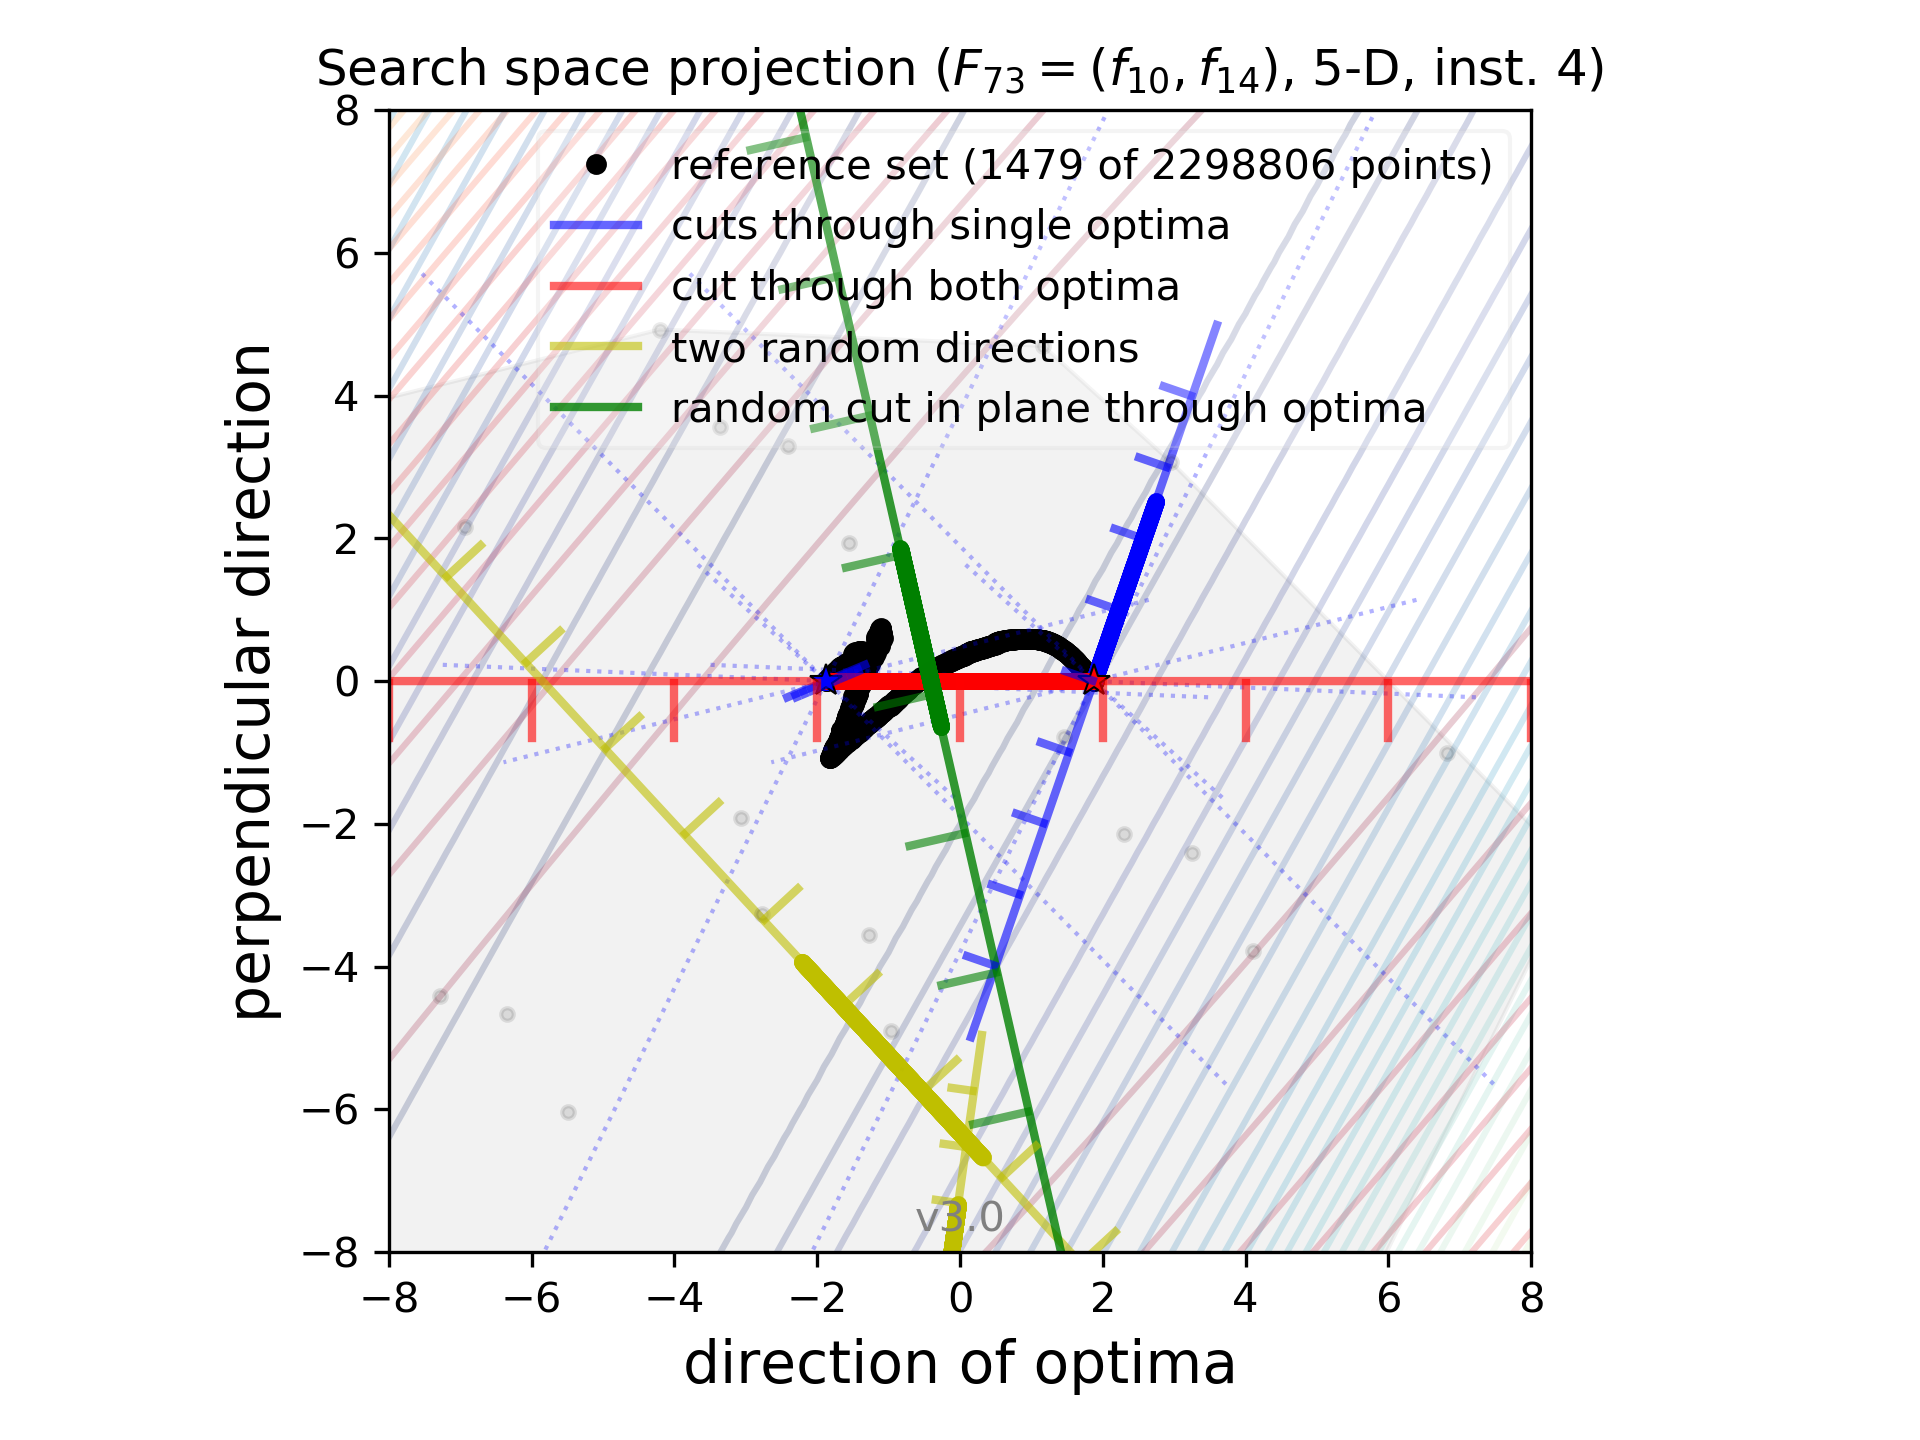 Search space projection (F₇₃ = (f₁₀, f₁₄), 5-D, inst. 4)
reference set (1479 of 2298806 points)
cuts through single optima
cut through both optima
two random directions
random cut in plane through optima
perpendicular direction
8
6
4
2
0
−2
−4
−6
−8
v3.0
−8 −6 −4 −2 0 2 4 6 8
direction of optima